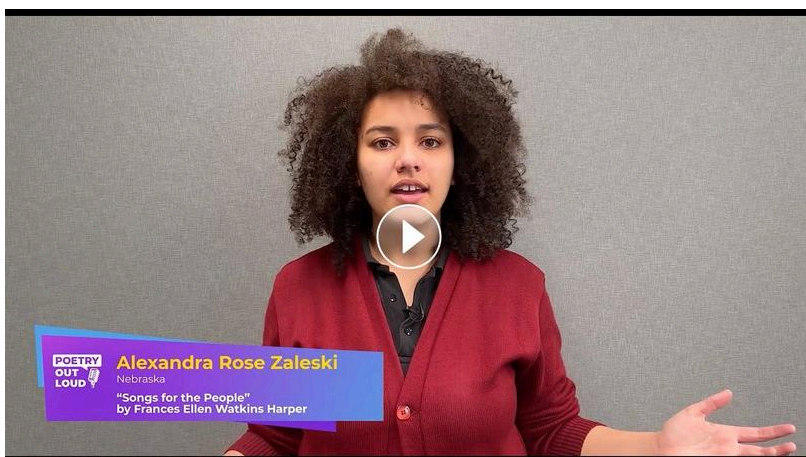 POETRY
OUT
LOUD
Alexandra Rose Zaleski
Nebraska
“Songs for the People”
by Frances Ellen Watkins Harper